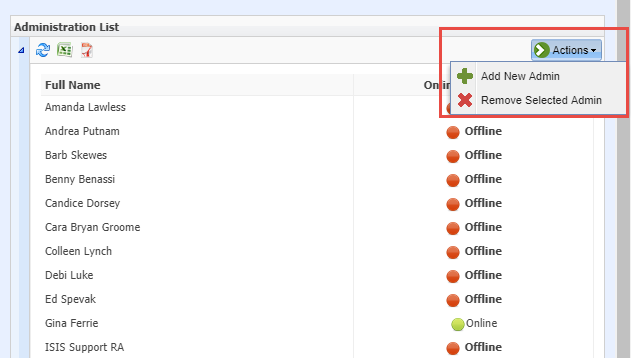 Administration List
Actions
Add New Admin
Remove Selected Admin
Full Name Onli
Amanda Lawless
Andrea Putnam Offline
Barb Skewes Offline
Benny Benassi Offline
Candice Dorsey Offline
Cara Bryan Groome Offline
Colleen Lynch Offline
Debi Luke Offline
Ed Spevak Offline
Gina Ferrie Online
ISIS Support RA Offline